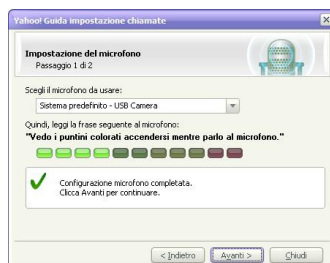 Yahoo! Guida impostazione chiamate
Impostazione del microfono
Passaggio 1 di 2
Scegli il microfono da usare:
Sistema predefinito - USB Camera
Quindi, leggi la frase seguente al microfono:
"Vedo i puntini colorati accendersi mentre parlo al microfono."
Configurazione microfono completata.
Clicca Avanti per continuare.
< Indietro
Avanti >
Chiudi